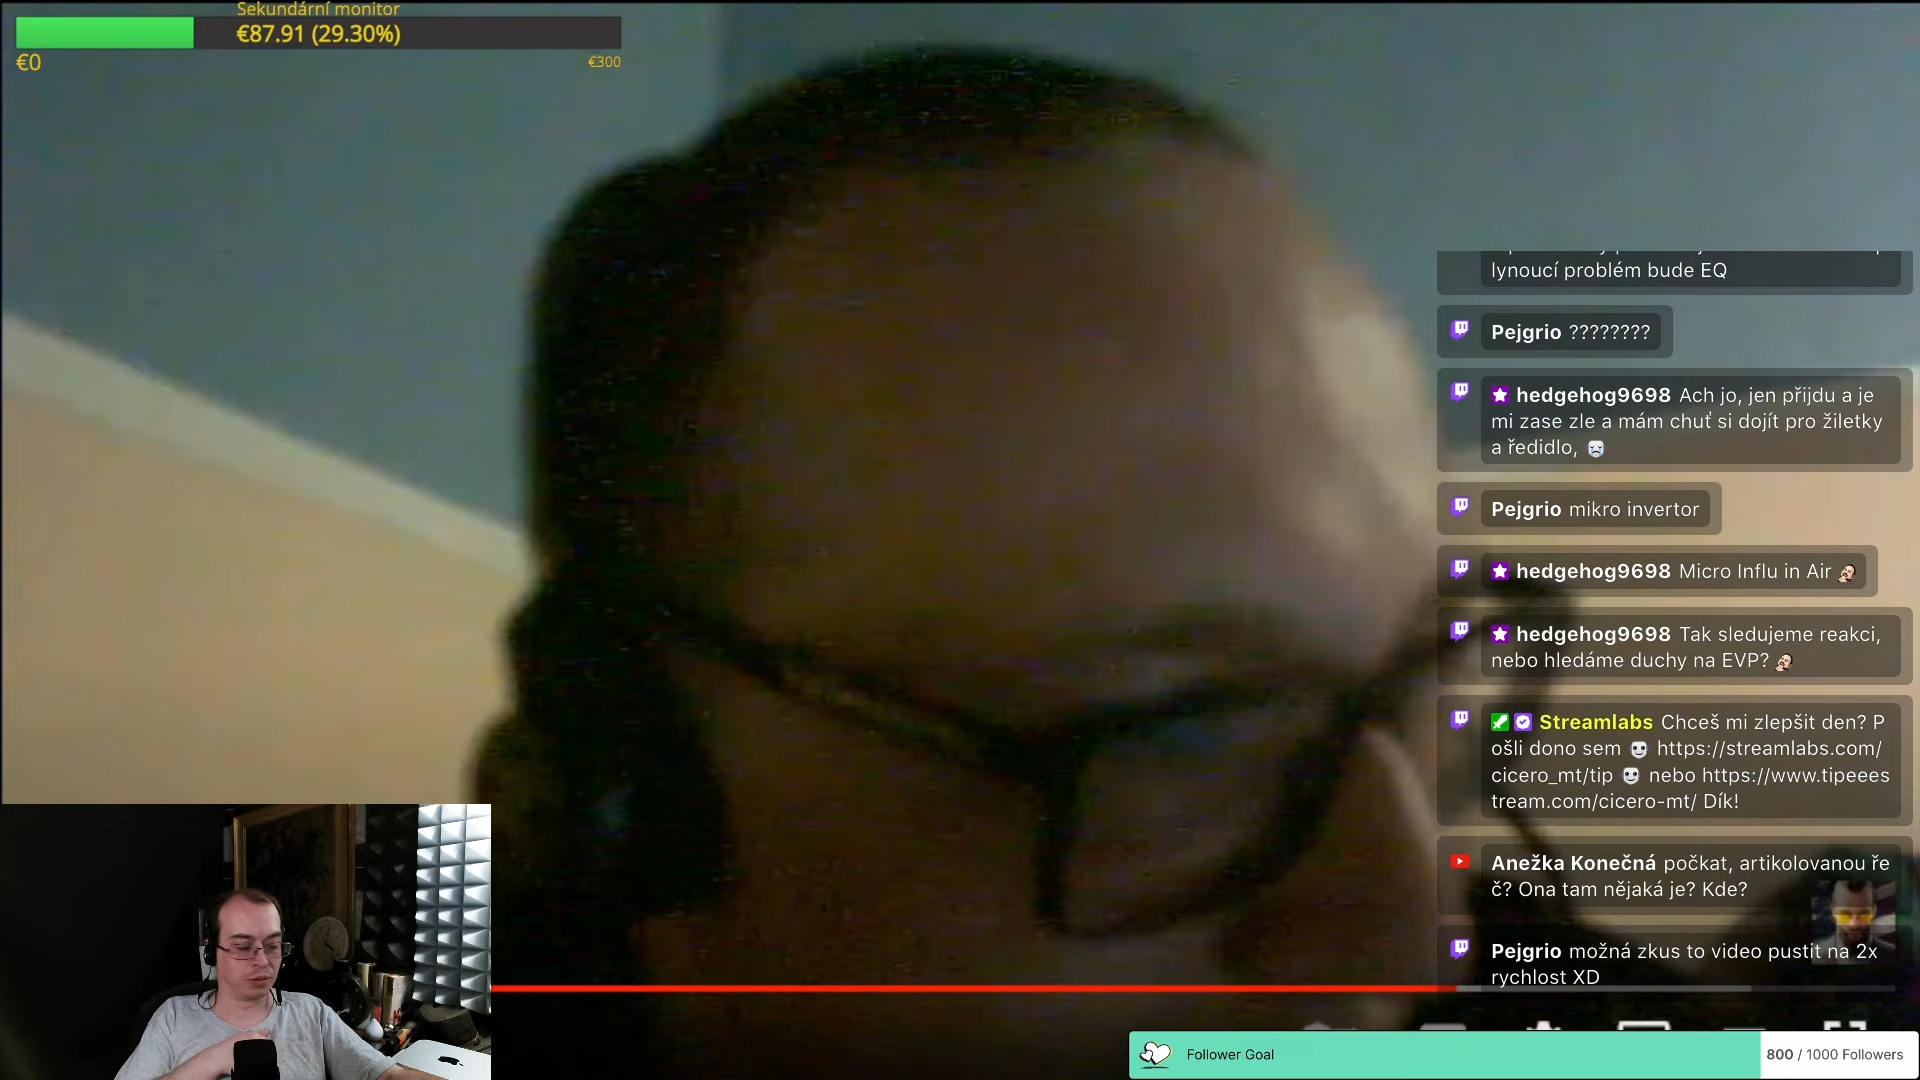 Sekundární monitor
€87.91 (29.30%)
€0
€300
lynoucí problém bude EQ
Pejgrio ????????
hedgehog9698 Ach jo, jen přijdu a je
mi zase zle a mám chuť si dojít pro žiletky
a ředidlo,
Pejgrio mikro invertor
hedgehog9698 Micro Influ in Air
hedgehog9698 Tak sledujeme reakci,
nebo hledáme duchy na EVP?
Streamlabs Chceš mi zlepšit den? P
ošli dono sem https://streamlabs.com/
cicero_mt/tip nebo https://www.tipeees
tream.com/cicero-mt/ Dík!
Anežka Konečná počkat, artikolovanou ře
č? Ona tam nějaká je? Kde?
Pejgrio možná zkus to video pustit na 2x
rychlost XD
Follower Goal
800 / 1000 Followers